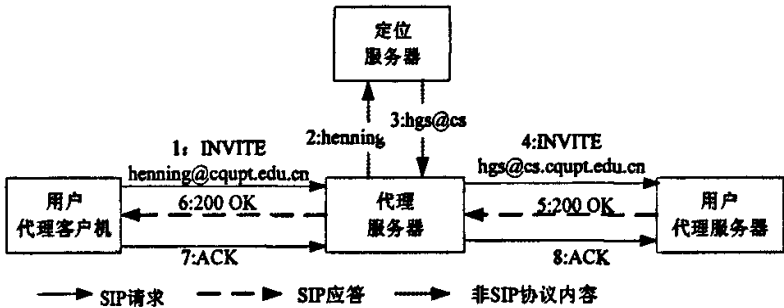 定位
服务器
2:henning
3:hgs@cs
1：INVITE
henning@cqupt.edu.cn
4:INVITE
hgs@cs.cqupt.edu.cn
用户
代理客户机
6:200 OK
代理
服务器
5:200 OK
用户
代理服务器
7:ACK
8:ACK
SIP请求
SIP应答
非SIP协议内容